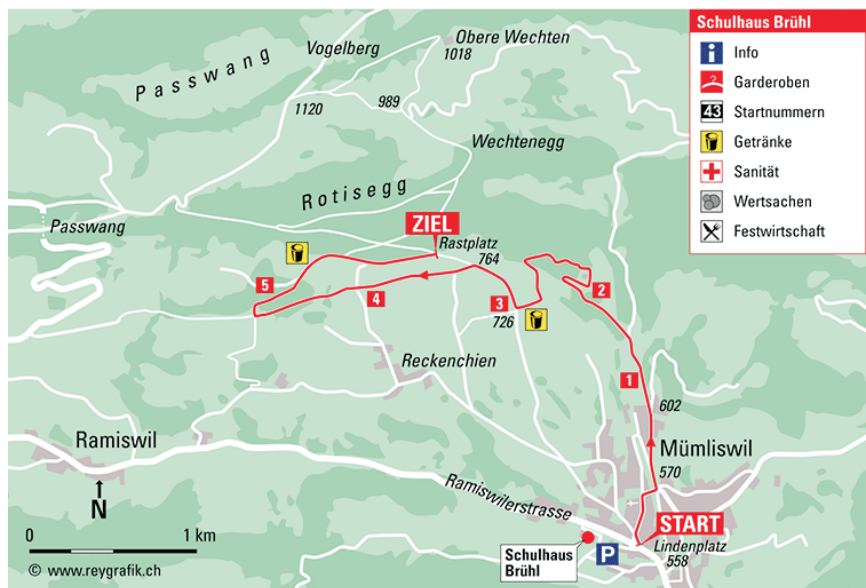 Schulhaus Brühl
Info
2
Garderoben
43
Startnummern
Getränke
Sanität
Wertsachen
Festwirtschaft
Obere Wechten
1018
Vogelberg
Passwang
1120
989
Wechtenegg
Rotisegg
Passwang
ZIEL
Rastplatz
764
5
4
3
2
726
Reckenchien
1
602
Ramiswil
Mümliswil
570
N
Ramiswilerstrasse
START
0
1 km
Lindenplatz
558
P
Schulhaus
Brühl
© www.reygrafik.ch